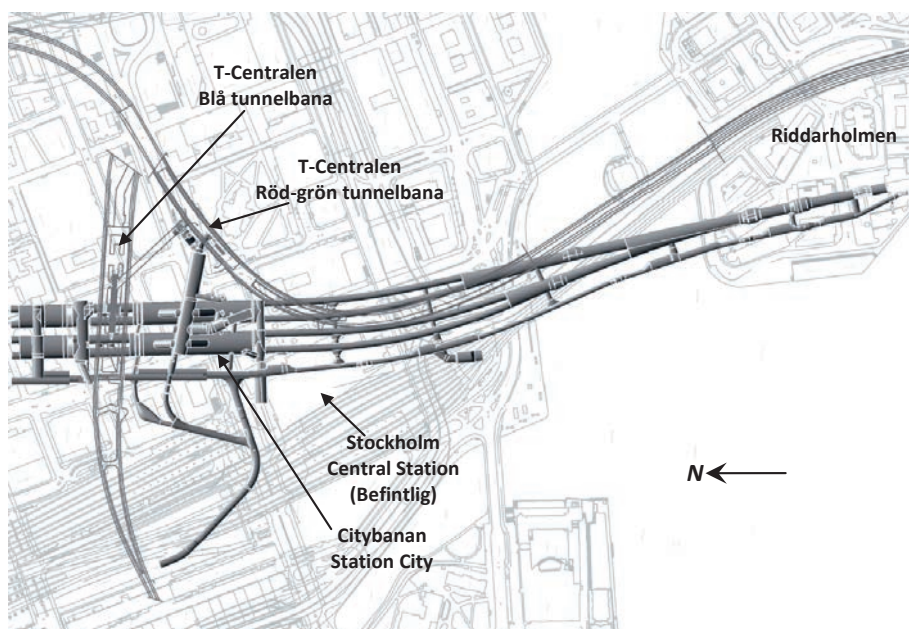 T-Centralen
Blå tunnelbana
T-Centralen
Röd-grön tunnelbana
Riddarholmen
Stockholm
Central Station
(Befintlig)
N
Citybanan
Station City